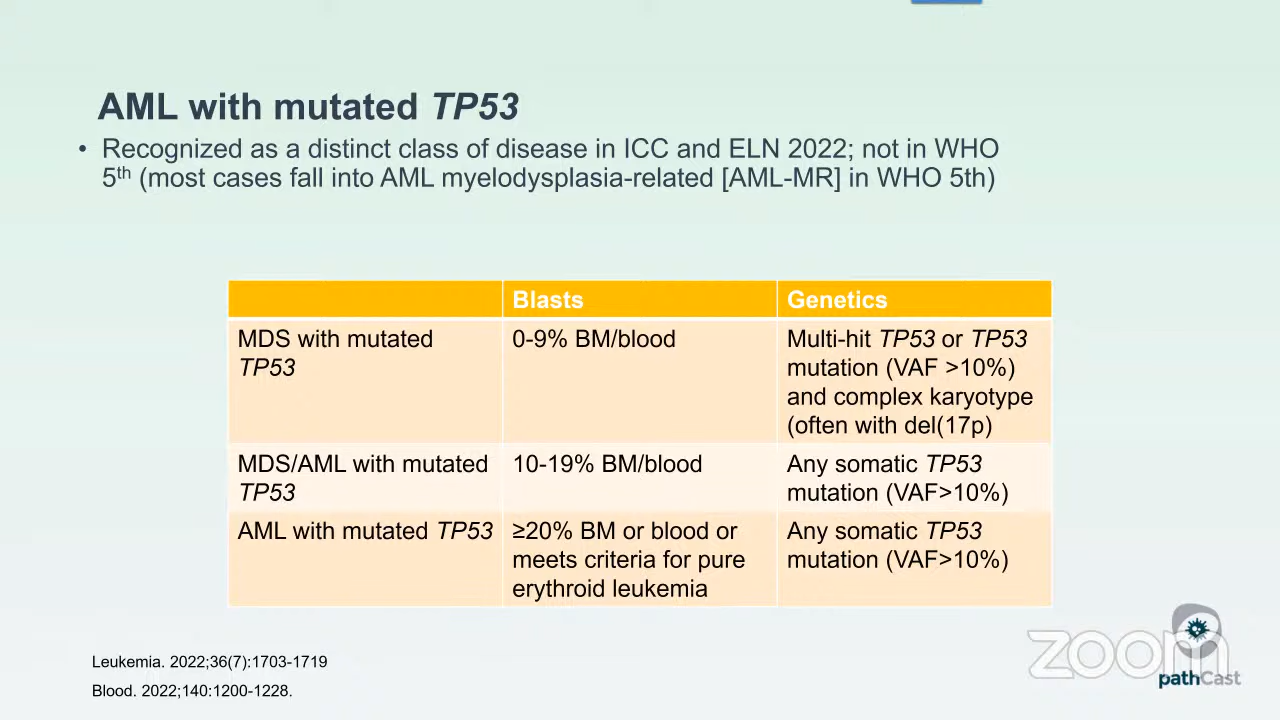 AML with mutated TP53
• Recognized as a distinct class of disease in ICC and ELN 2022; not in WHO
5th (most cases fall into AML myelodysplasia-related [AML-MR] in WHO 5th)
Blasts
Genetics
MDS with mutated
TP53
0-9% BM/blood
Multi-hit TP53 or TP53
mutation (VAF >10%)
and complex karyotype
(often with del(17p)
MDS/AML with mutated
TP53
10-19% BM/blood
Any somatic TP53
mutation (VAF>10%)
AML with mutated TP53
≥20% BM or blood or
meets criteria for pure
erythroid leukemia
Any somatic TP53
mutation (VAF>10%)
Leukemia. 2022;36(7):1703-1719
Blood. 2022;140:1200-1228.
zoom
pathCast